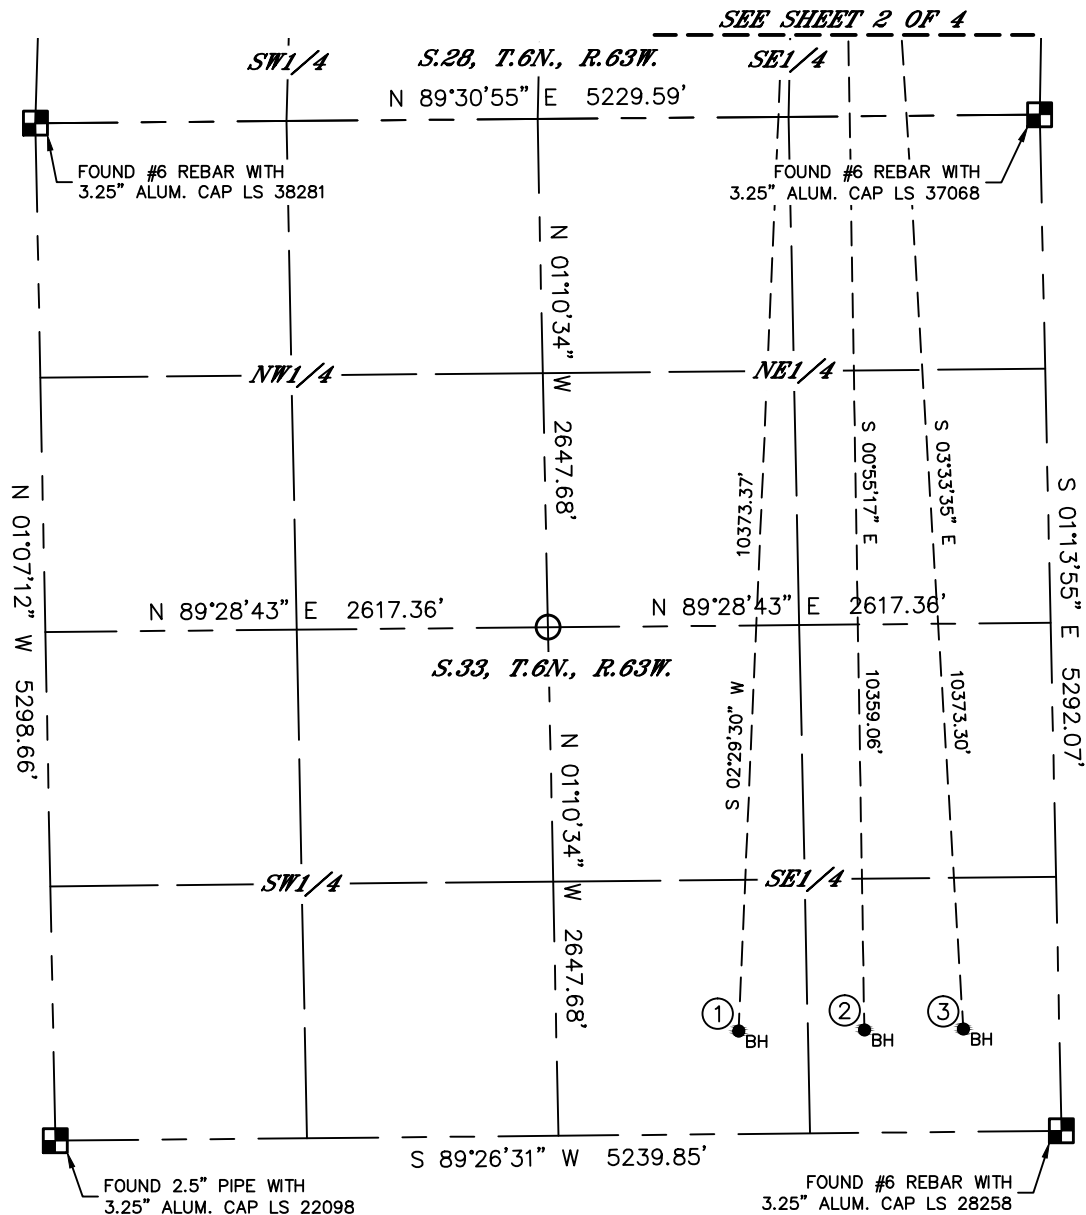 SEE SHEET 2 OF 4
SW1/4
S.28, T.6N., R.63W.
SE1/4
N 89°30'55" E 5229.59'
FOUND #6 REBAR WITH
3.25" ALUM. CAP LS 38281
FOUND #6 REBAR WITH
3.25" ALUM. CAP LS 37068
N 01°10'34" W 2647.68'
NW1/4
NE1/4
N 01°07'12" W 5298.66'
10373.37'
S 02°29'30" W
S 00°55'17" E
10359.06'
S 03°33'35" E
10373.30'
S 01°13'55" E 5292.07'
N 89°28'43" E 2617.36'
N 89°28'43" E 2617.36'
S.33, T.6N., R.63W.
N 01°10'34" W 2647.68'
SW1/4
SE1/4
1
BH
2
BH
3
BH
S 89°26'31" W 5239.85'
FOUND 2.5" PIPE WITH
3.25" ALUM. CAP LS 22098
FOUND #6 REBAR WITH
3.25" ALUM. CAP LS 28258